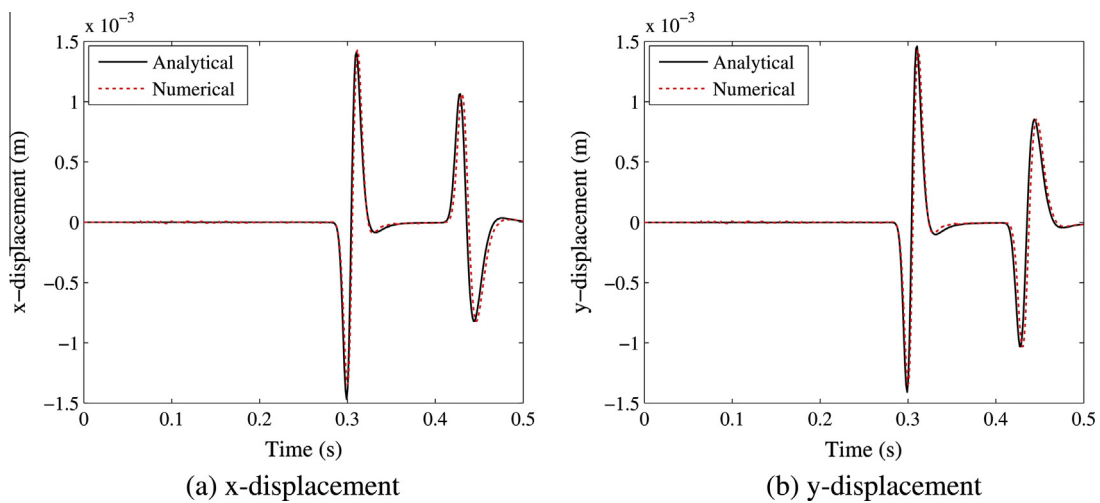 x 10⁻³
1.5
1
0.5
0
−0.5
−1
−1.5
x−displacement (m)
Analytical
Numerical
0 0.1 0.2 0.3 0.4 0.5
Time (s)
(a) x-displacement
x 10⁻³
1.5
1
0.5
0
−0.5
−1
−1.5
y−displacement (m)
Analytical
Numerical
0 0.1 0.2 0.3 0.4 0.5
Time (s)
(b) y-displacement